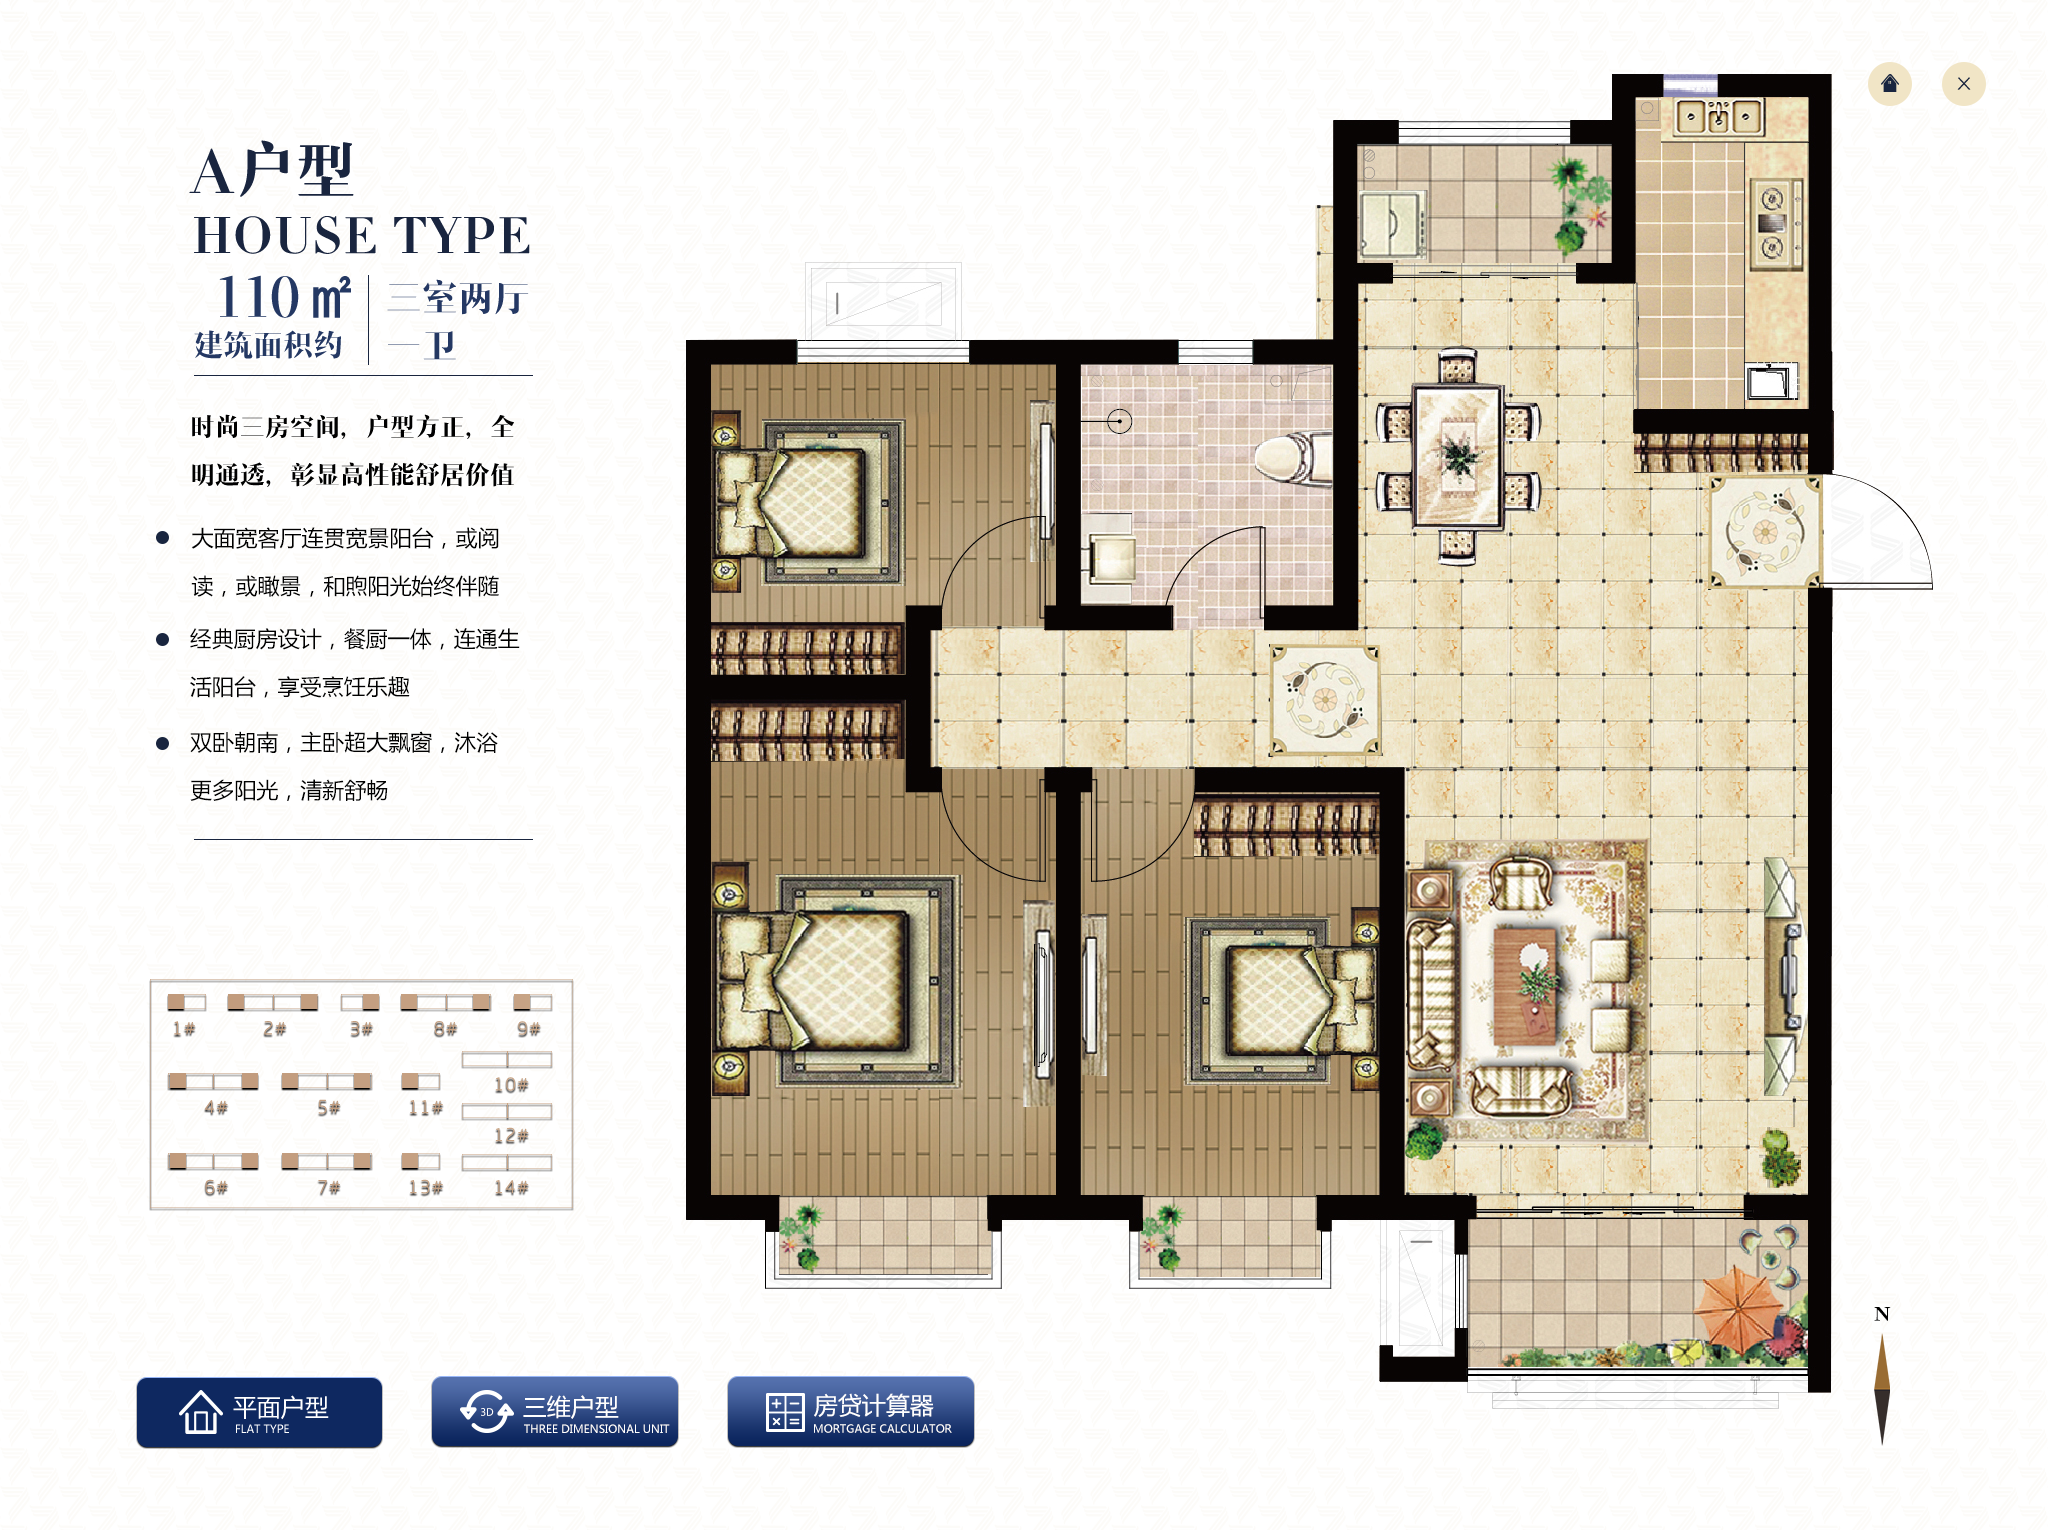 A户型
HOUSE TYPE
110㎡
建筑面积约
三室两厅
一卫
时尚三房空间，户型方正，全
明通透，彰显高性能舒居价值
大面宽客厅连贯宽景阳台，或阅
读，或瞰景，和煦阳光始终伴随
经典厨房设计，餐厨一体，连通生
活阳台，享受烹饪乐趣
双卧朝南，主卧超大飘窗，沐浴
更多阳光，清新舒畅
1# 2# 3# 8# 9#
10#
4# 5# 11#
12#
6# 7# 13# 14#
平面户型
FLAT TYPE
3D
三维户型
THREE DIMENSIONAL UNIT
房贷计算器
MORTGAGE CALCULATOR
N